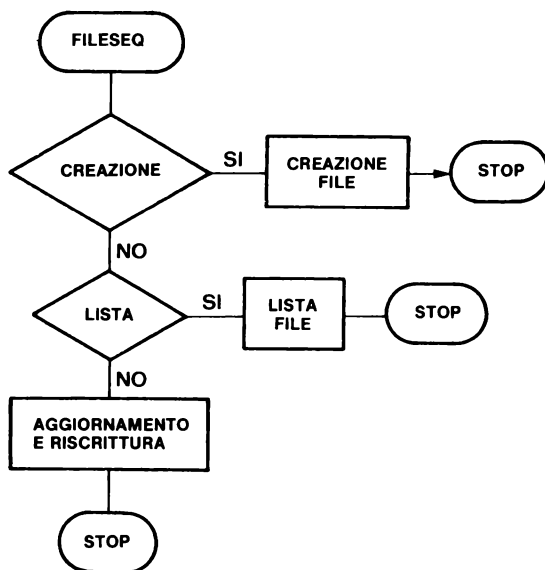 FILESEQ
CREAZIONE
SI
CREAZIONE
FILE
STOP
NO
LISTA
SI
LISTA
FILE
STOP
NO
AGGIORNAMENTO
E RISCRITTURA
STOP